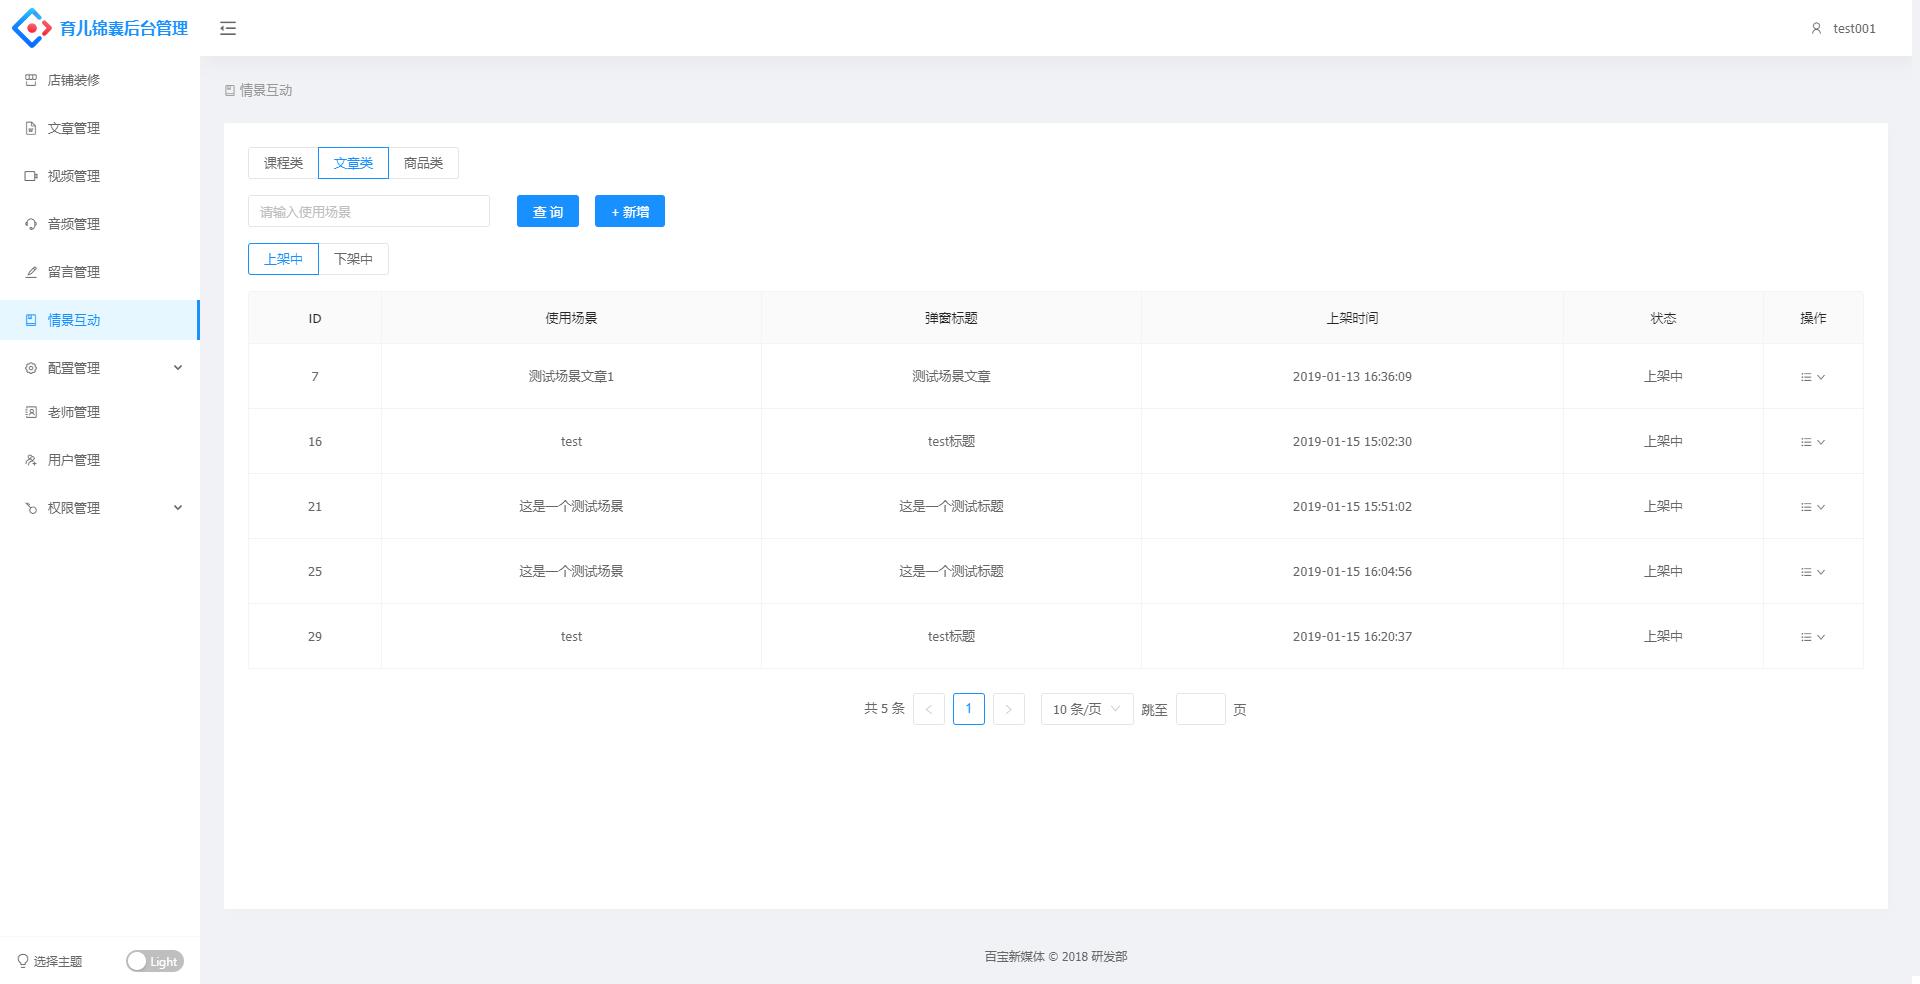 育儿锦囊后台管理
test001
店铺装修
文章管理
视频管理
音频管理
留言管理
情景互动
配置管理
老师管理
用户管理
权限管理
选择主题
Light
情景互动
课程类 文章类 商品类
请输入使用场景 查 询 + 新增
上架中 下架中
ID 使用场景 弹窗标题 上架时间 状态 操作
7 测试场景文章1 测试场景文章 2019-01-13 16:36:09 上架中
16 test test标题 2019-01-15 15:02:30 上架中
21 这是一个测试场景 这是一个测试标题 2019-01-15 15:51:02 上架中
25 这是一个测试场景 这是一个测试标题 2019-01-15 16:04:56 上架中
29 test test标题 2019-01-15 16:20:37 上架中
共 5 条 < 1 > 10 条/页 跳至 页
百宝新媒体 © 2018 研发部